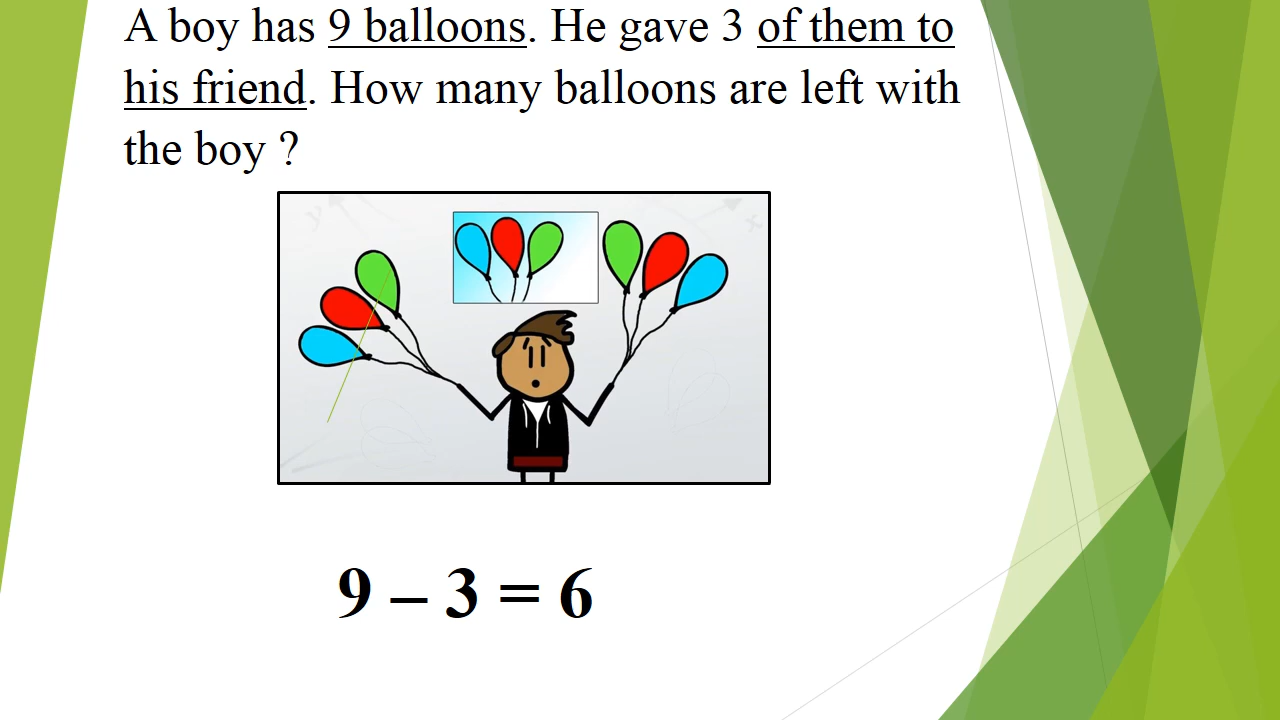 A boy has 9 balloons. He gave 3 of them to
his friend. How many balloons are left with
the boy ?
y
x
9 – 3 = 6